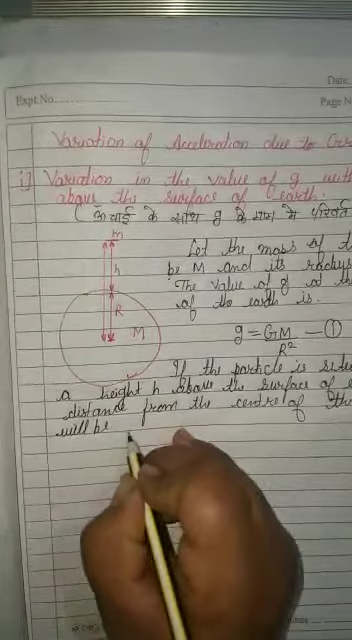 Date
Expt.No.
Page N
Variation of Acceleration due to Gr
i] Variation in the value of g with
above the surface of earth.
( ऊँचाई के साथ g के मान में परिवर्त
m
h
R
M
Let the mass of t
be M and its radius
The value of g at th
of the earth is
g = GM/R² — ①
If the particle is situ
a height h above the surface of e
distance from the centre of the
will be